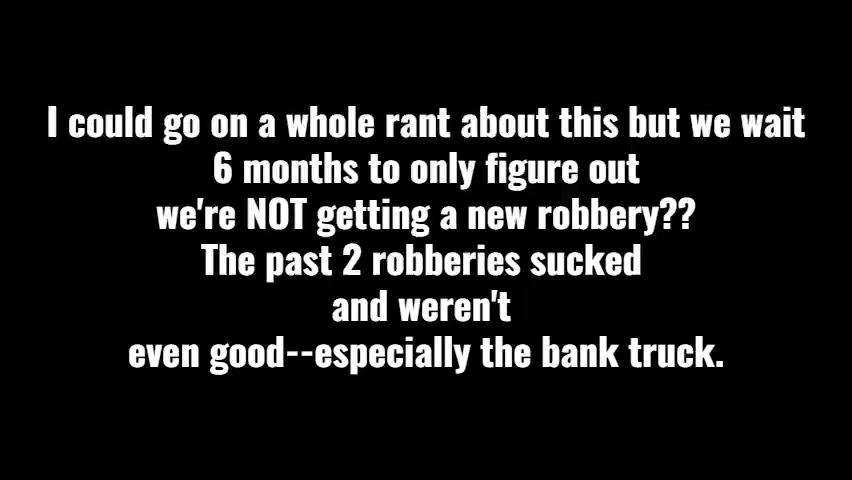 I could go on a whole rant about this but we wait
6 months to only figure out
we're NOT getting a new robbery??
The past 2 robberies sucked
and weren't
even good--especially the bank truck.